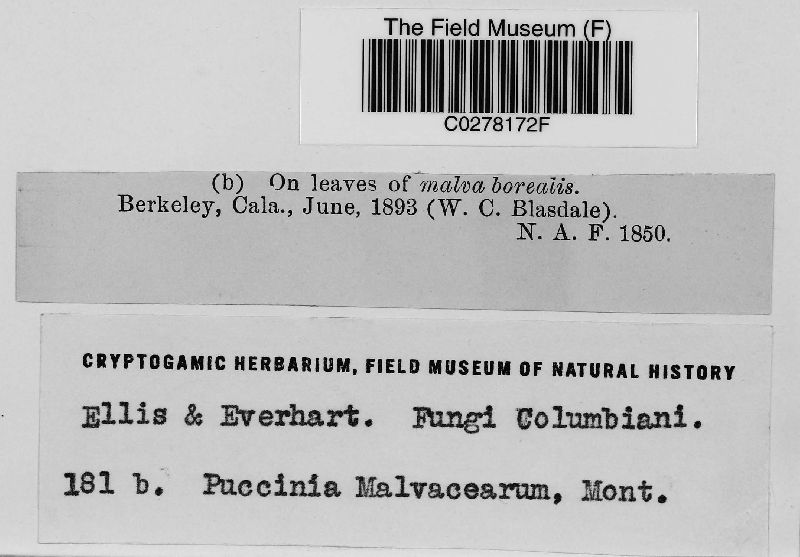 The Field Museum (F)
C0278172F
(b) On leaves of malva borealis.
Berkeley, Cala., June, 1893 (W. C. Blasdale).
N. A. F. 1850.
CRYPTOGAMIC HERBARIUM, FIELD MUSEUM OF NATURAL HISTORY
Ellis & Everhart. Fungi Columbiani.
181 b. Puccinia Malvacearum, Mont.